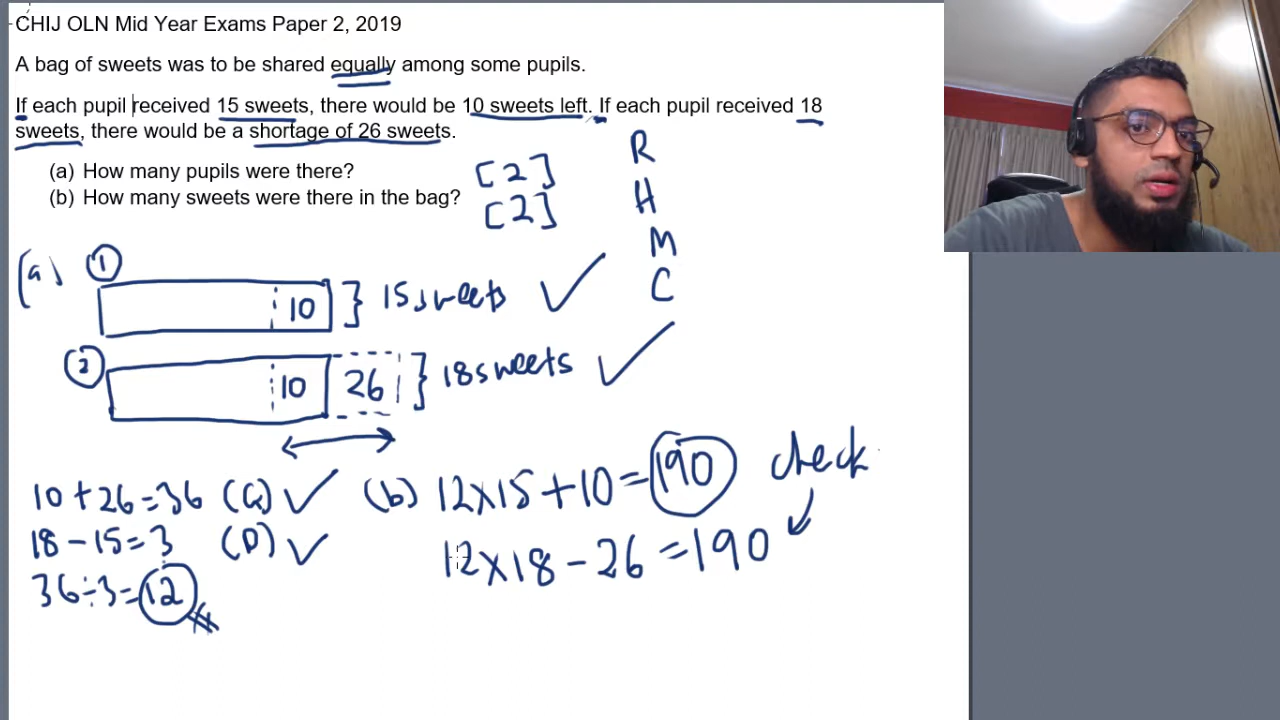 CHIJ OLN Mid Year Exams Paper 2, 2019
A bag of sweets was to be shared equally among some pupils.
If each pupil received 15 sweets, there would be 10 sweets left. If each pupil received 18
sweets, there would be a shortage of 26 sweets.
(a) How many pupils were there? [2]
(b) How many sweets were there in the bag? [2]
R
H
M
C
(a) 1
10 } 15 sweets
2
10 26 } 18 sweets
10 + 26 = 36 (G)
18 - 15 = 3 (D)
36 ÷ 3 = 12
(b) 12 x 15 + 10 = 190 check
12 x 18 - 26 = 190